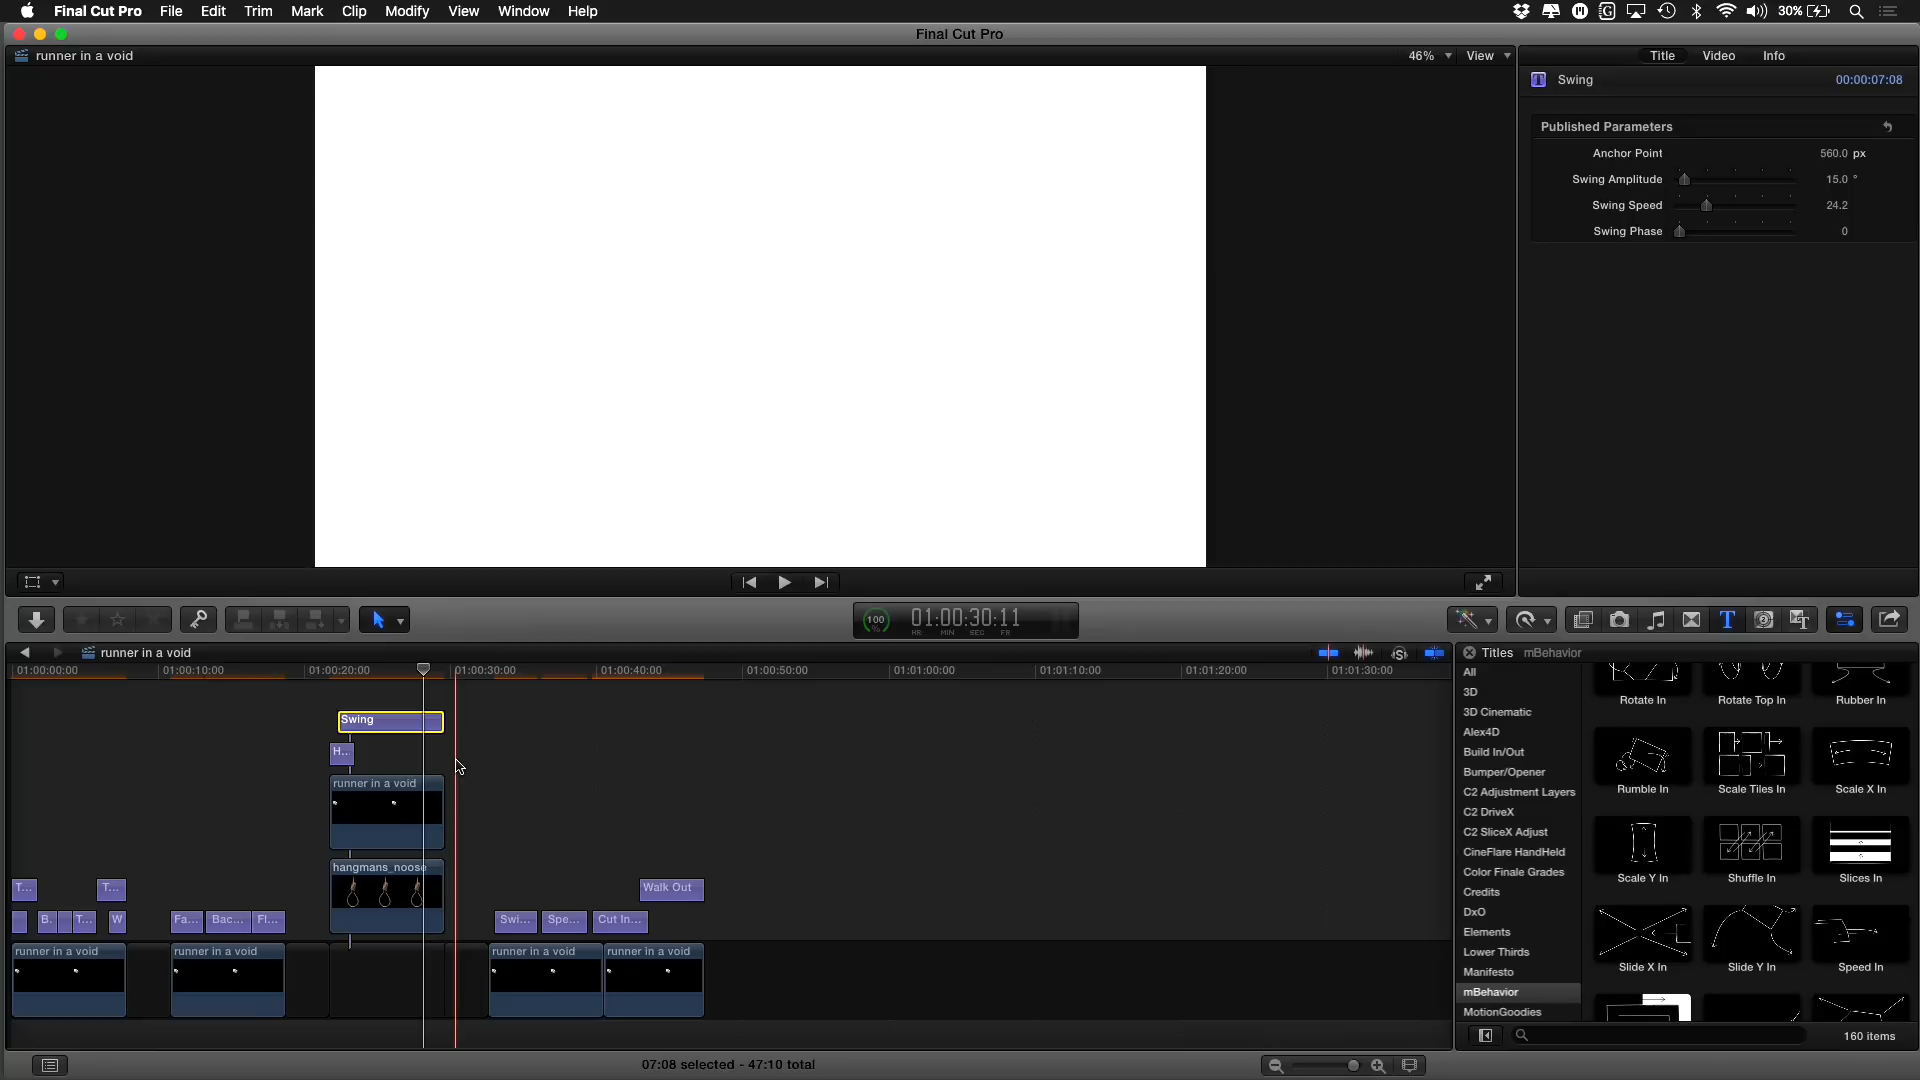 Final Cut Pro File Edit Trim Mark Clip Modify View Window Help 30%
Final Cut Pro
runner in a void 46% View Title Video Info
Swing 00:00:07:08
Published Parameters
Anchor Point 560.0 px
Swing Amplitude 15.0 °
Swing Speed 24.2
Swing Phase 0
100 % 01:00:30:11
HR MIN SEC FR
runner in a void
Titles mBehavior
01:00:00:00 01:00:10:00 01:00:20:00 01:00:30:00 01:00:40:00 01:00:50:00 01:01:00:00 01:01:10:00 01:01:20:00 01:01:30:00
Swing
H...
runner in a void
hangmans_noose
T... T... Walk Out
B. T... W Fa... Bac... Fl... Swi... Spe... Cut In...
runner in a void runner in a void runner in a void runner in a void
All
3D
3D Cinematic
Alex4D
Build In/Out
Bumper/Opener
C2 Adjustment Layers
C2 DriveX
C2 SliceX Adjust
CineFlare HandHeld
Color Finale Grades
Credits
DxO
Elements
Lower Thirds
Manifesto
mBehavior
MotionGoodies
Rotate In Rotate Top In Rubber In
Rumble In Scale Tiles In Scale X In
Scale Y In Shuffle In Slices In
Slide X In Slide Y In Speed In
160 items
07:08 selected - 47:10 total